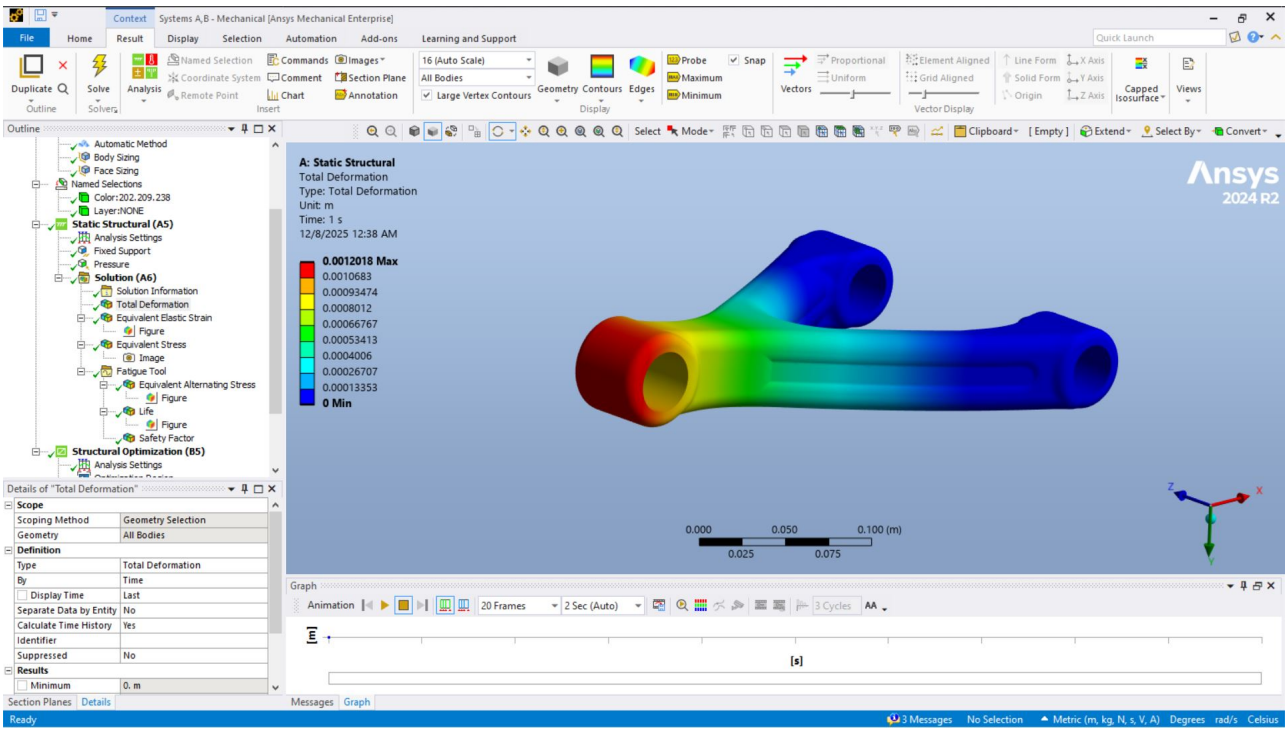 Context Systems A,B - Mechanical [Ansys Mechanical Enterprise]
File Home Result Display Selection Automation Add-ons Learning and Support Quick Launch
Duplicate
Outline
Solve
Solver
Analysis
Named Selection
Coordinate System
Remote Point
Commands
Comment
Chart
Images
Section Plane
Annotation
Insert
16 (Auto Scale)
All Bodies
Large Vertex Contours
Geometry Contours Edges
Display
Probe Snap
Maximum
Minimum
Vectors
Proportional
Uniform
Element Aligned
Grid Aligned
Line Form
Solid Form
Origin
X Axis
Y Axis
Z Axis
Vector Display
Capped
Isosurface
Views
Outline
Select Mode Clipboard [ Empty ] Extend Select By Convert
Automatic Method
Body Sizing
Face Sizing
Named Selections
Color:202.209.238
Layer:NONE
Static Structural (A5)
Analysis Settings
Fixed Support
Pressure
Solution (A6)
Solution Information
Total Deformation
Equivalent Elastic Strain
Figure
Equivalent Stress
Image
Fatigue Tool
Equivalent Alternating Stress
Figure
Life
Figure
Safety Factor
Structural Optimization (B5)
Analysis Settings
A: Static Structural
Total Deformation
Type: Total Deformation
Unit: m
Time: 1 s
12/8/2025 12:38 AM
0.0012018 Max
0.0010683
0.00093474
0.0008012
0.00066767
0.00053413
0.0004006
0.00026707
0.00013353
0 Min
Ansys
2024 R2
0.000 0.050 0.100 (m)
0.025 0.075
Z X
Y
Details of "Total Deformation"
Scope
Scoping Method Geometry Selection
Geometry All Bodies
Definition
Type Total Deformation
By Time
Display Time Last
Separate Data by Entity No
Calculate Time History Yes
Identifier
Suppressed No
Results
Minimum 0. m
Section Planes Details
Graph
Animation 20 Frames 2 Sec (Auto) 3 Cycles AA
[m]
[s]
Messages Graph
Ready 3 Messages No Selection Metric (m, kg, N, s, V, A) Degrees rad/s Celsius